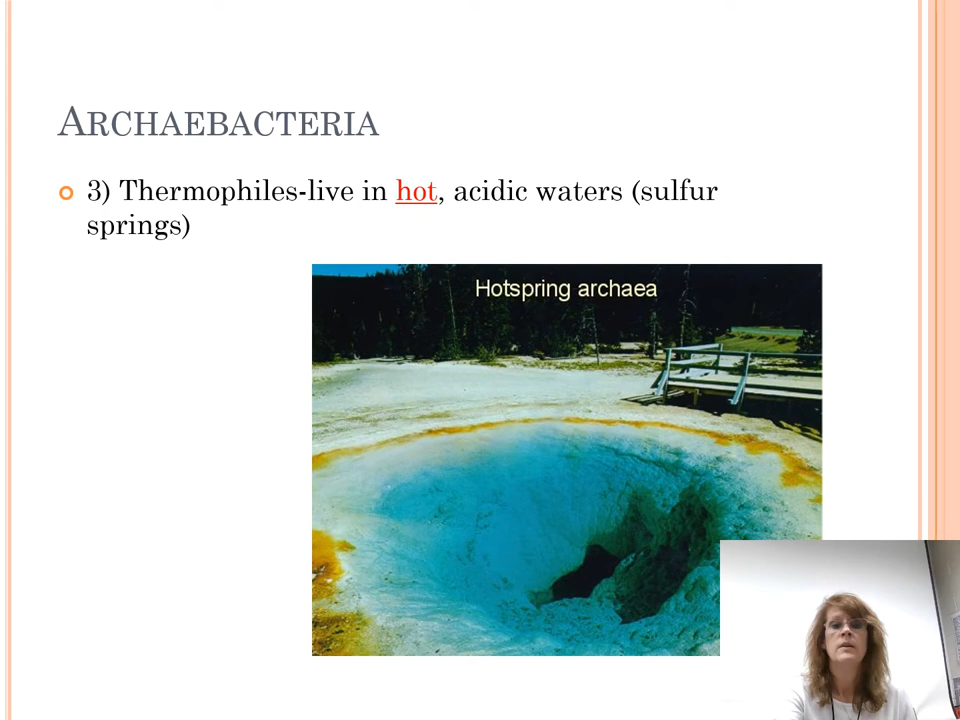 ARCHAEBACTERIA
3) Thermophiles-live in hot, acidic waters (sulfur
springs)
Hotspring archaea